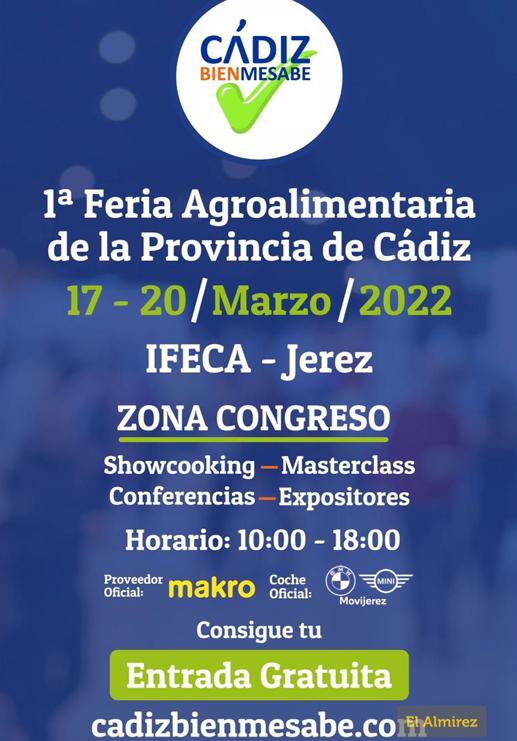 CÁDIZ
BIENMESABE
1ª Feria Agroalimentaria
de la Provincia de Cádiz
17 - 20/Marzo/2022
IFECA - Jerez
ZONA CONGRESO
Showcooking — Masterclass
Conferencias — Expositores
Horario: 10:00 - 18:00
Proveedor Oficial: makro Coche Oficial: BMW MINI
Movijerez
Consigue tu
Entrada Gratuita
cadizbienmesabe.com
El Almirez